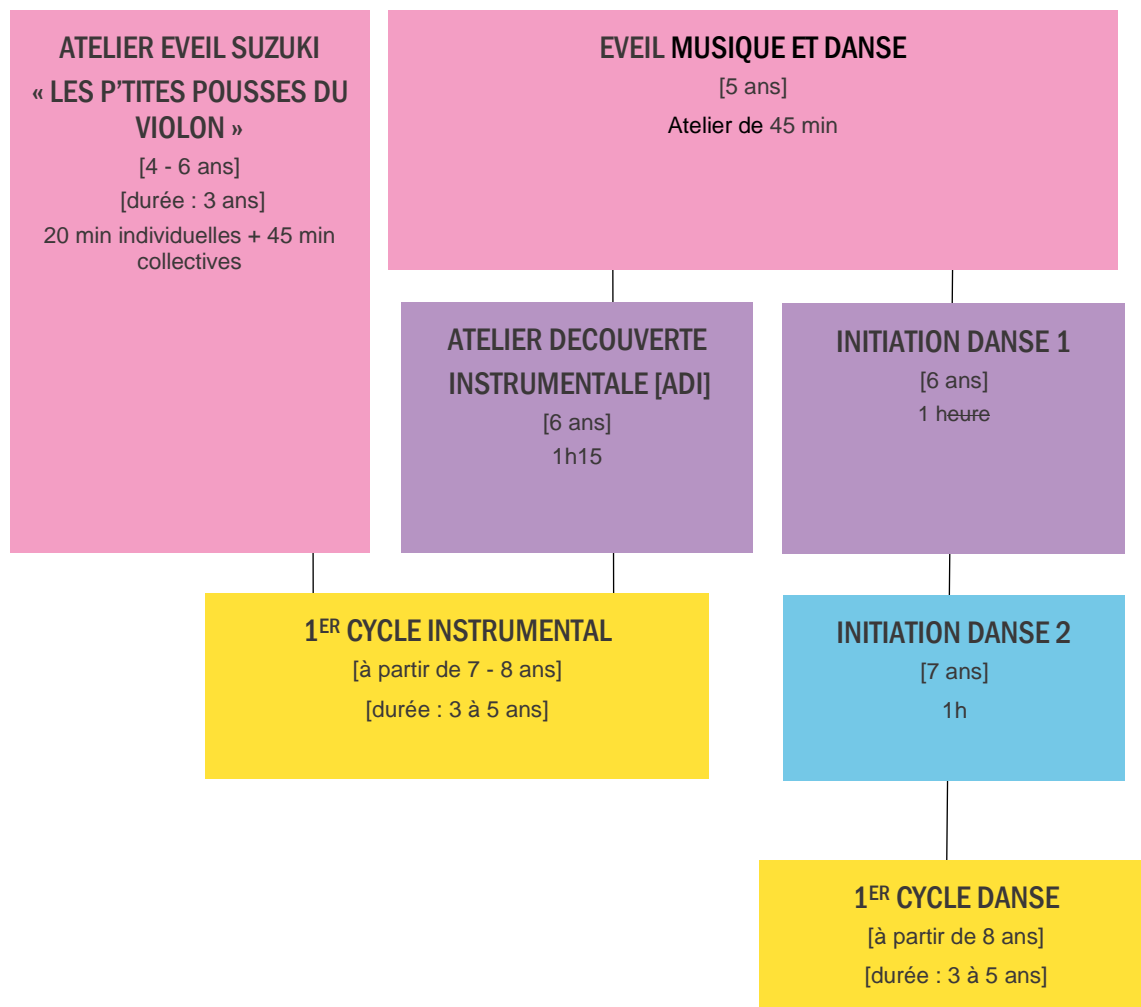 ATELIER EVEIL SUZUKI
« LES P'TITES POUSSES DU
VIOLON »
[4 - 6 ans]
[durée : 3 ans]
20 min individuelles + 45 min
collectives
EVEIL MUSIQUE ET DANSE
[5 ans]
Atelier de 45 min
ATELIER DECOUVERTE
INSTRUMENTALE [ADI]
[6 ans]
1h15
INITIATION DANSE 1
[6 ans]
1 heure
1ER CYCLE INSTRUMENTAL
[à partir de 7 - 8 ans]
[durée : 3 à 5 ans]
INITIATION DANSE 2
[7 ans]
1h
1ER CYCLE DANSE
[à partir de 8 ans]
[durée : 3 à 5 ans]